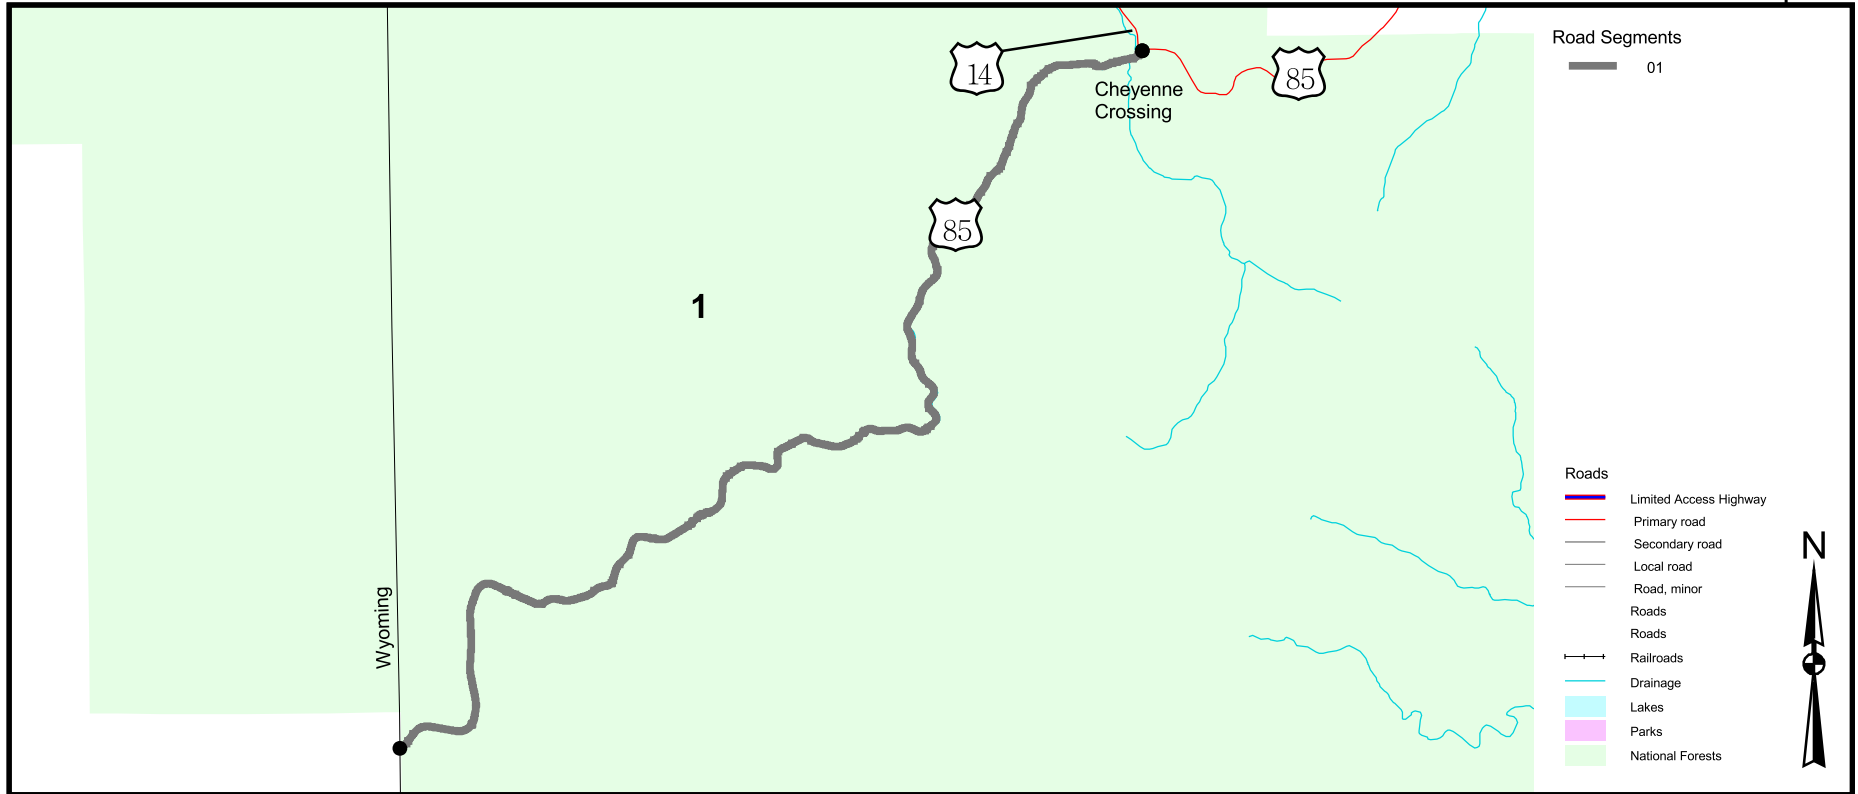 Road Segments
01
14
85
Cheyenne
Crossing
85
1
Wyoming
Roads
Limited Access Highway
Primary road
Secondary road
Local road
Road, minor
Roads
Roads
Railroads
Drainage
Lakes
Parks
National Forests
N